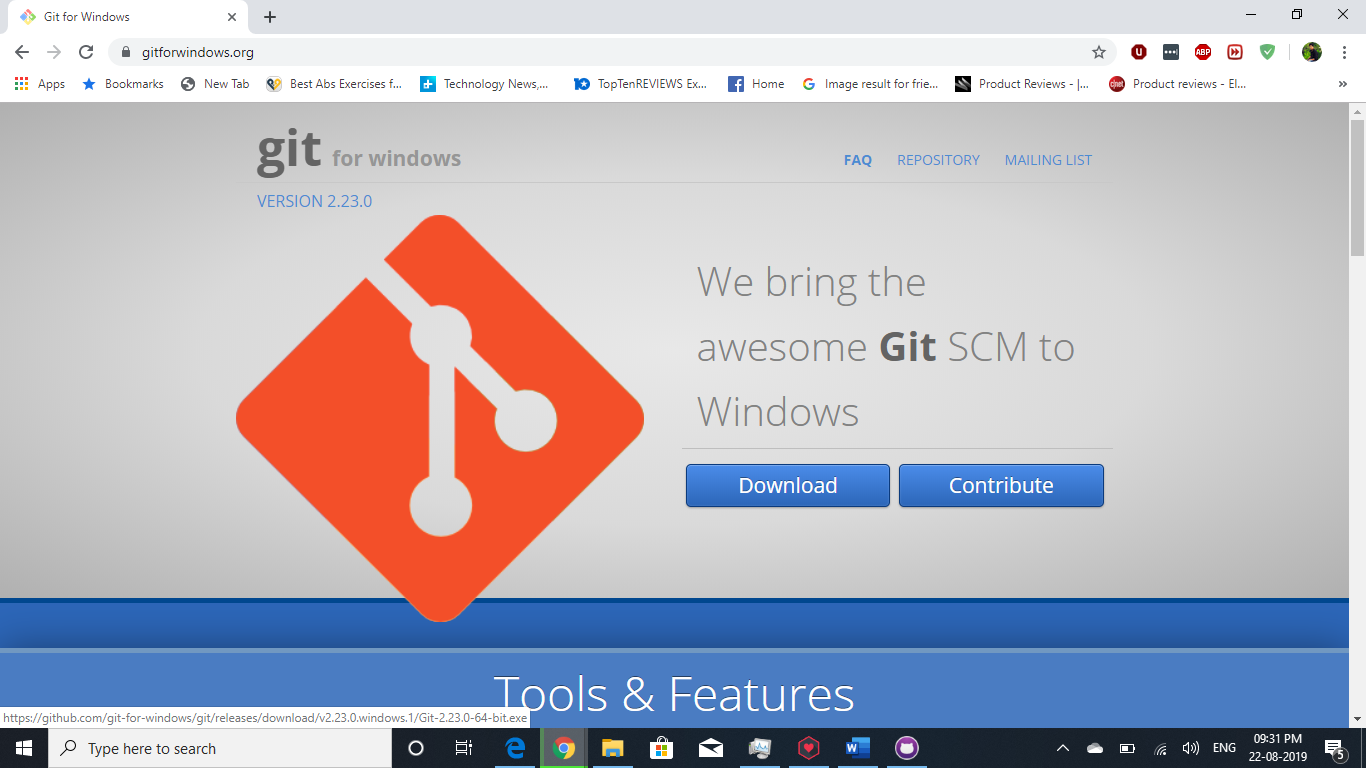 Git for Windows
gitforwindows.org
Apps Bookmarks New Tab Best Abs Exercises f... Technology News,... TopTenREVIEWS Ex... Home Image result for frie... Product Reviews - |... Product reviews - El...
ABP
git for windows
FAQ REPOSITORY MAILING LIST
VERSION 2.23.0
We bring the
awesome Git SCM to
Windows
Download Contribute
Tools & Features
https://github.com/git-for-windows/git/releases/download/v2.23.0.windows.1/Git-2.23.0-64-bit.exe
Type here to search
ENG
09:31 PM
22-08-2019
5